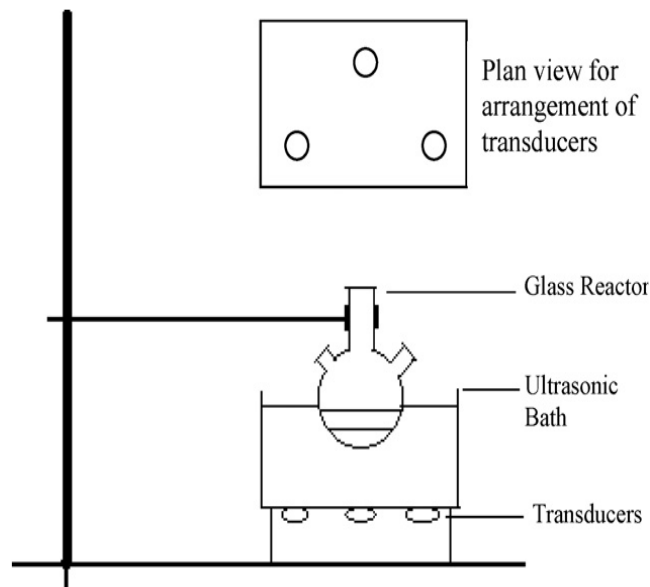 Plan view for
arrangement of
transducers
Glass Reactor
Ultrasonic
Bath
Transducers